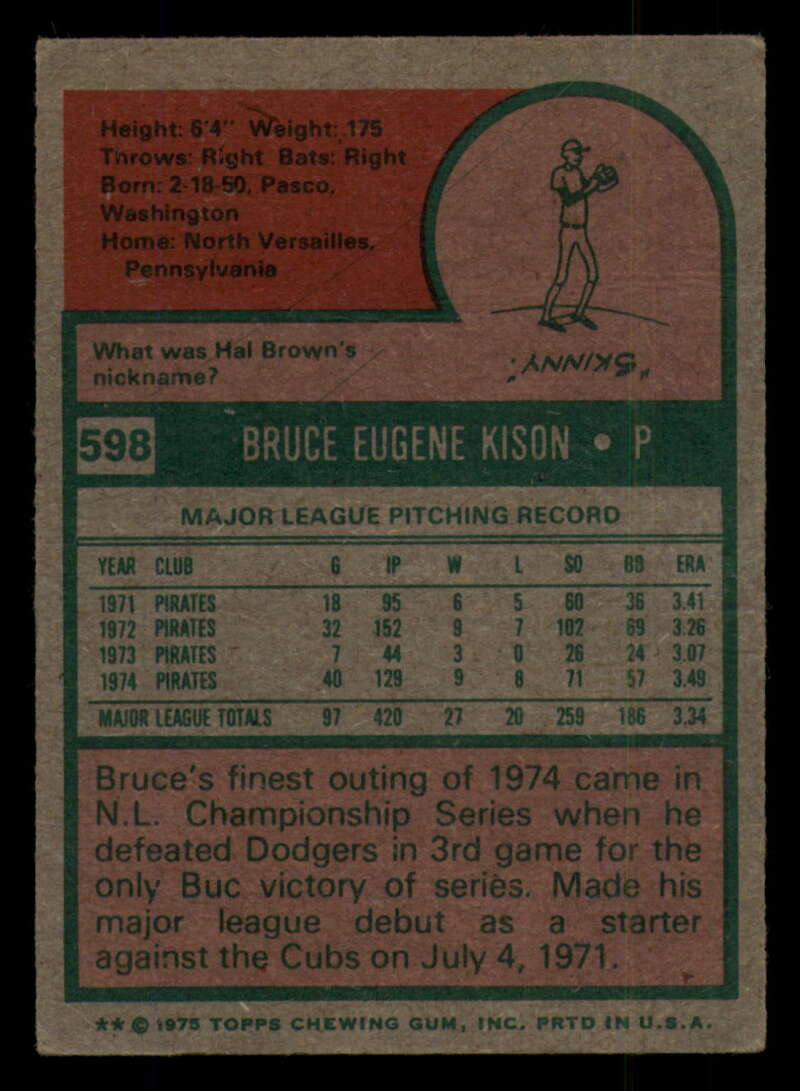 Height: 6'4" Weight: 175
Throws: Right Bats: Right
Born: 2-18-50, Pasco,
Washington
Home: North Versailles,
Pennsylvania
What was Hal Brown's
nickname?
"SKINNY."
598 BRUCE EUGENE KISON • P
MAJOR LEAGUE PITCHING RECORD
YEAR CLUB G IP W L SO BB ERA
1971 PIRATES 18 95 6 5 60 36 3.41
1972 PIRATES 32 152 9 7 102 69 3.26
1973 PIRATES 7 44 3 0 26 24 3.07
1974 PIRATES 40 129 9 8 71 57 3.49
MAJOR LEAGUE TOTALS 97 420 27 20 259 186 3.34
Bruce's finest outing of 1974 came in
N.L. Championship Series when he
defeated Dodgers in 3rd game for the
only Buc victory of series. Made his
major league debut as a starter
against the Cubs on July 4, 1971.
** © 1975 TOPPS CHEWING GUM, INC. PRTD IN U.S.A.